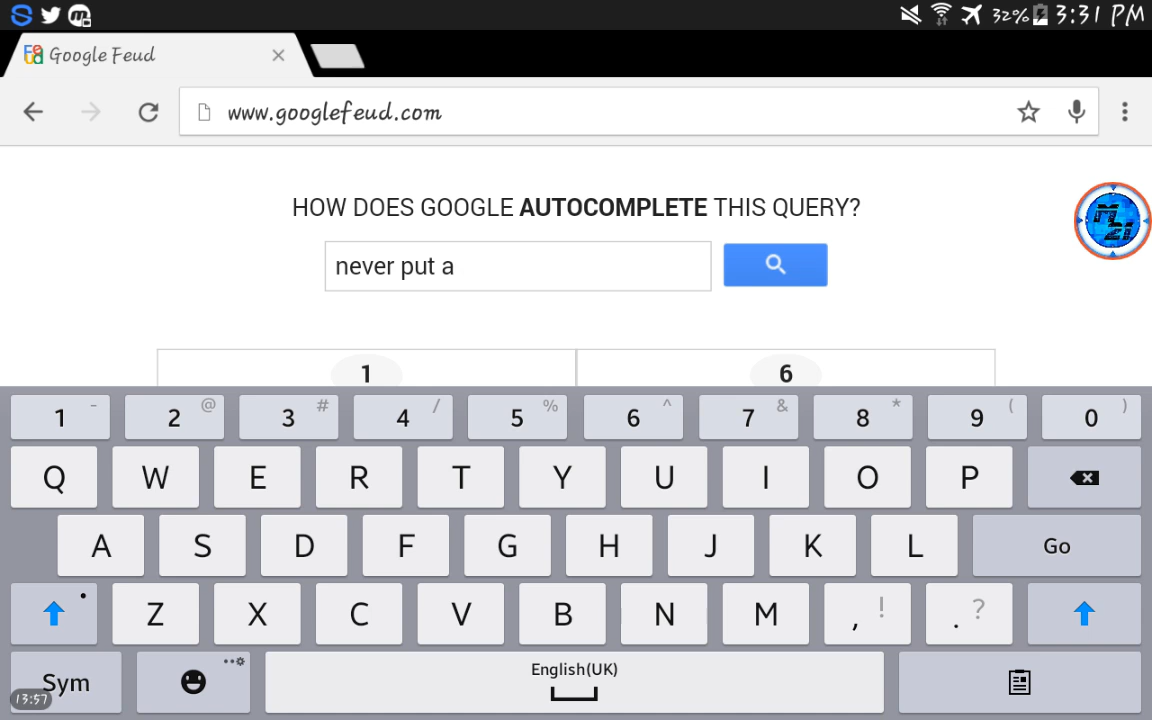 32% 3:31 PM
Google Feud
www.googlefeud.com
HOW DOES GOOGLE AUTOCOMPLETE THIS QUERY?
never put a
1 6
1 - 2 @ 3 # 4 / 5 % 6 ^ 7 & 8 * 9 ( 0 )
Q W E R T Y U I O P
A S D F G H J K L Go
Z X C V B N M , ! . ?
Sym English(UK)
13:57